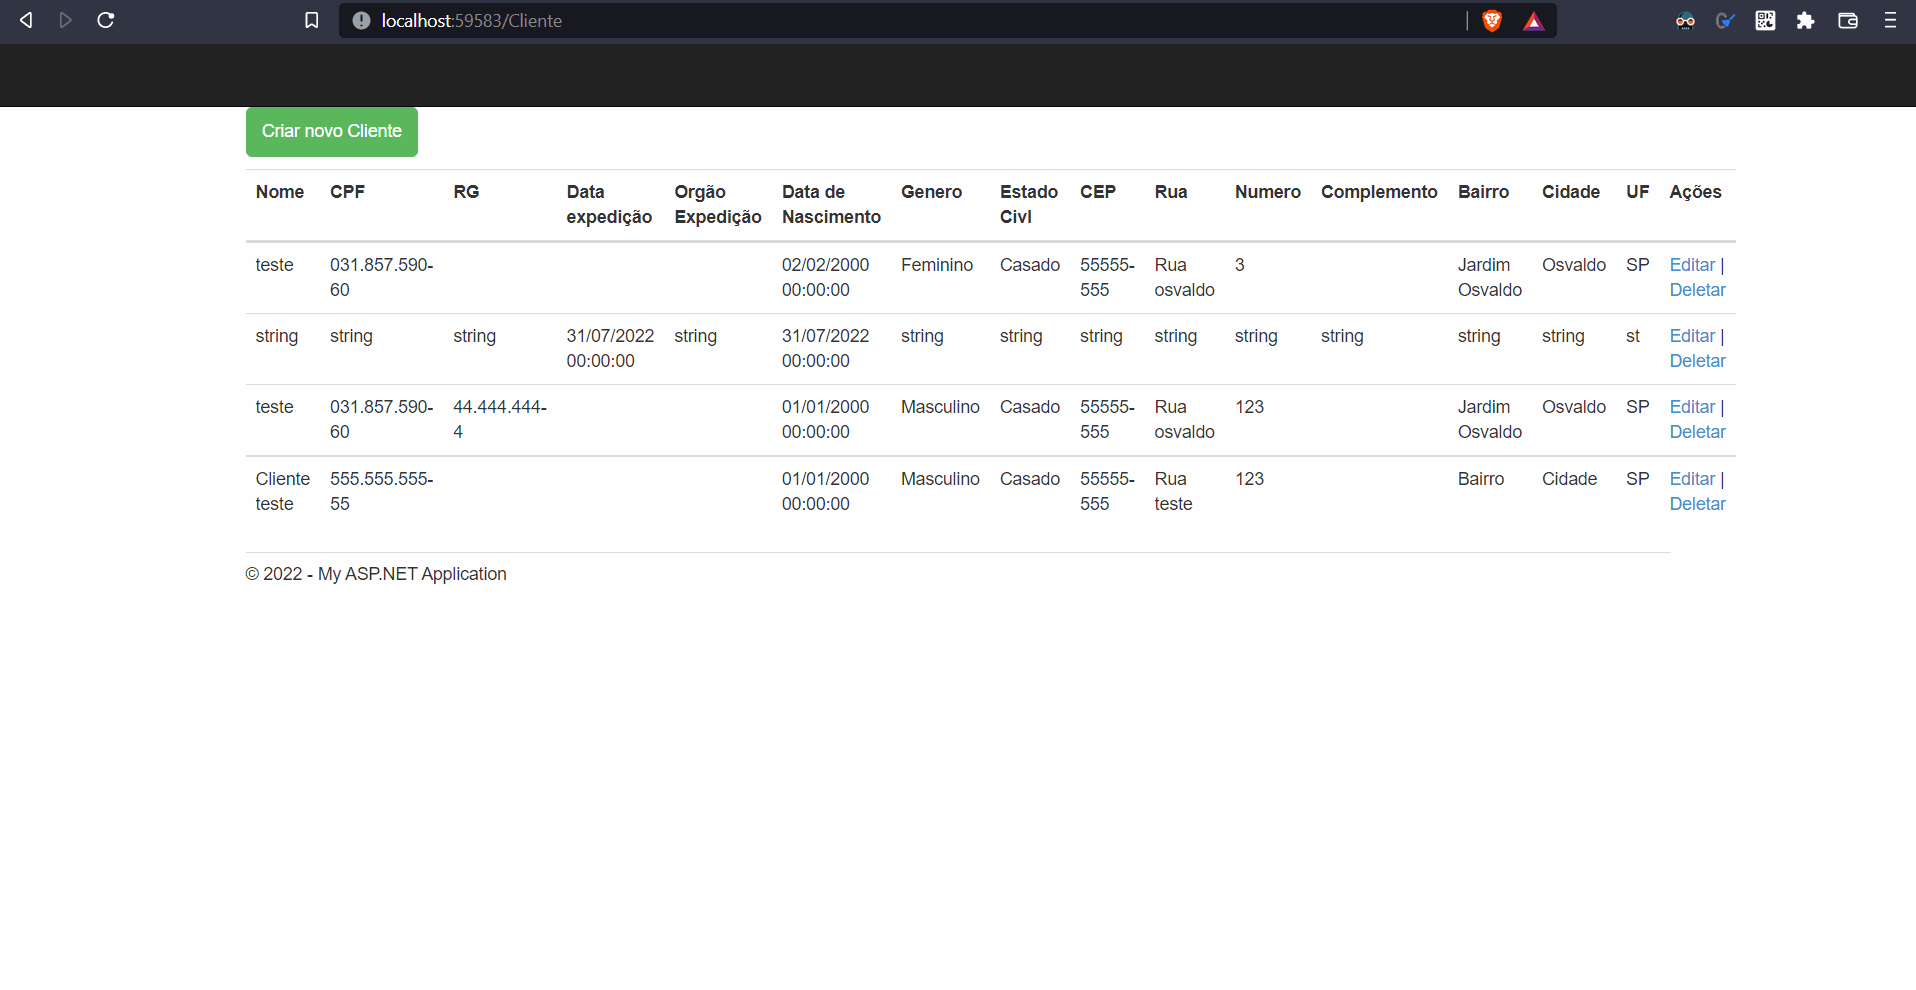 localhost:59583/Cliente
Criar novo Cliente
Nome CPF RG Data expedição Orgão Expedição Data de Nascimento Genero Estado Civl CEP Rua Numero Complemento Bairro Cidade UF Ações
teste 031.857.590-60 02/02/2000 00:00:00 Feminino Casado 55555-555 Rua osvaldo 3 Jardim Osvaldo Osvaldo SP Editar | Deletar
string string string 31/07/2022 00:00:00 string 31/07/2022 00:00:00 string string string string string string string string st Editar | Deletar
teste 031.857.590-60 44.444.444-4 01/01/2000 00:00:00 Masculino Casado 55555-555 Rua osvaldo 123 Jardim Osvaldo Osvaldo SP Editar | Deletar
Cliente teste 555.555.555-55 01/01/2000 00:00:00 Masculino Casado 55555-555 Rua teste 123 Bairro Cidade SP Editar | Deletar
© 2022 - My ASP.NET Application